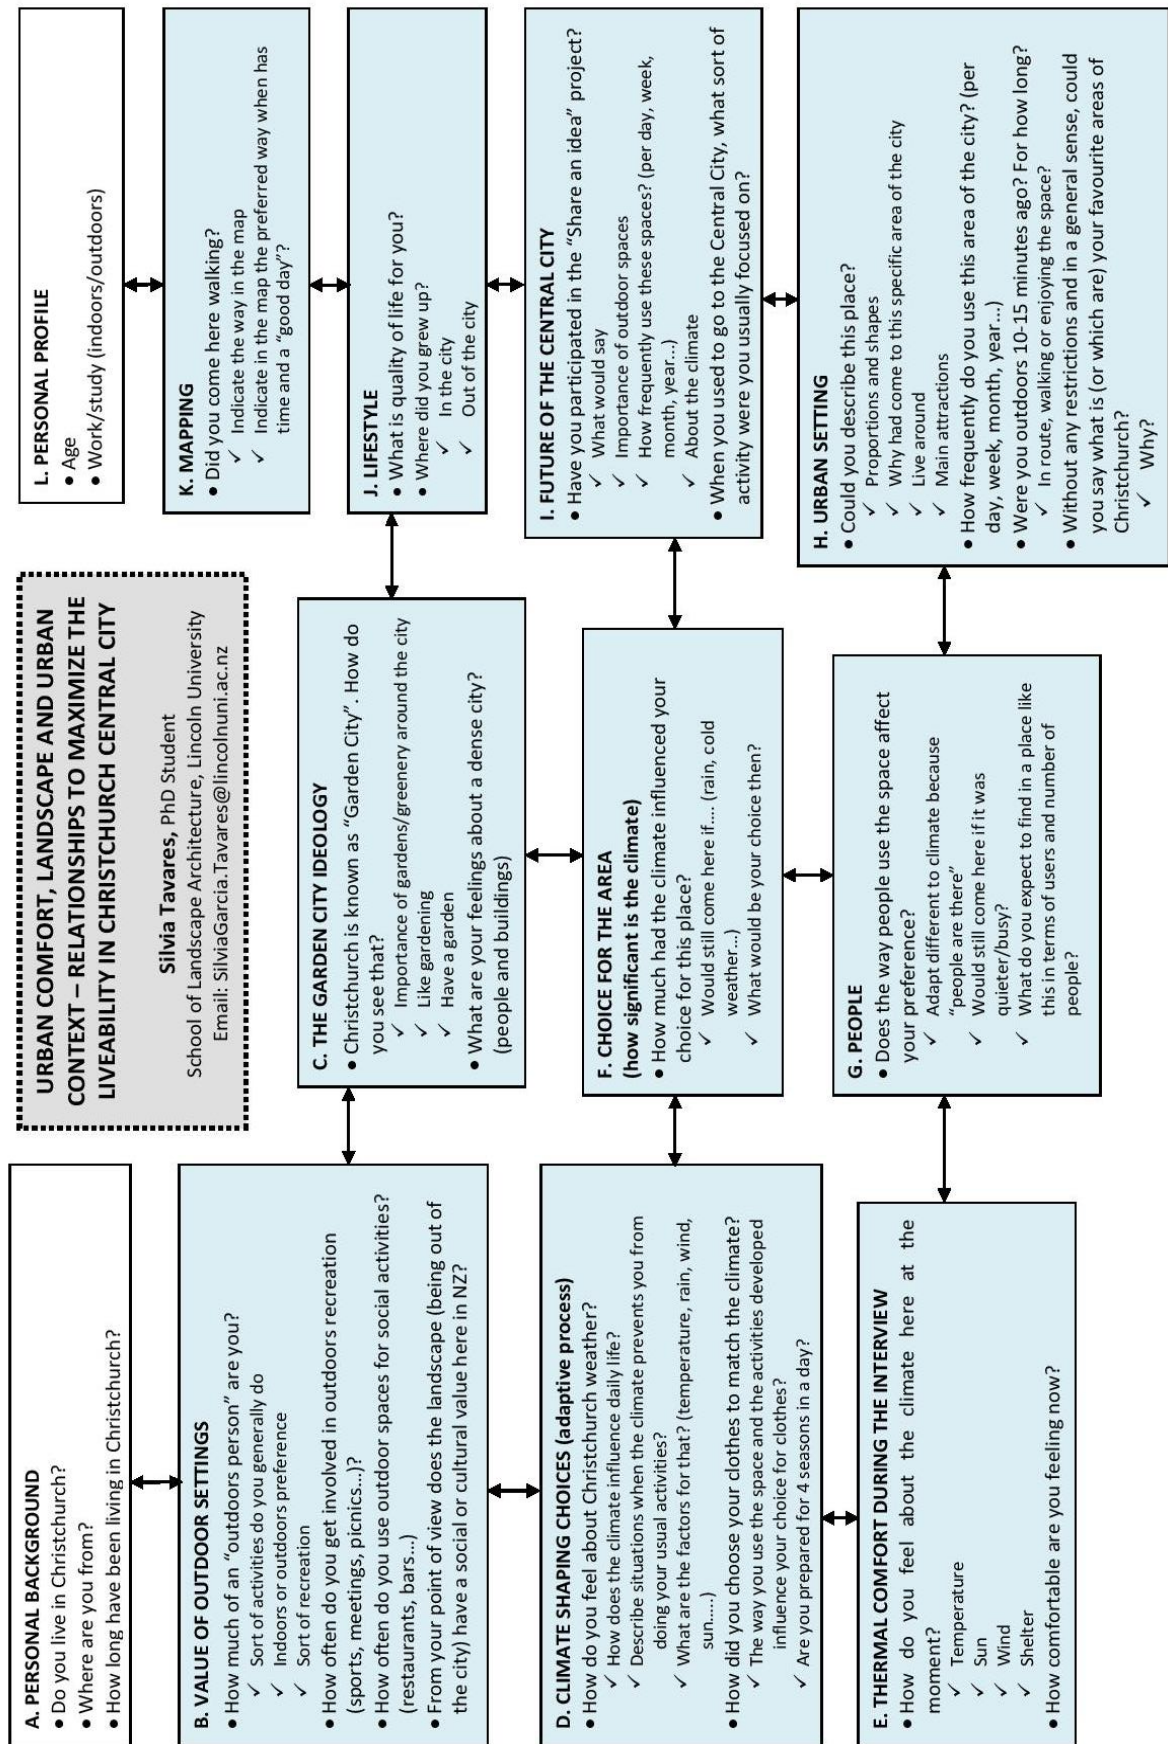 A. PERSONAL BACKGROUND
• Do you live in Christchurch?
• Where are you from?
• How long have been living in Christchurch?
URBAN COMFORT, LANDSCAPE AND URBAN
CONTEXT – RELATIONSHIPS TO MAXIMIZE THE
LIVEABILITY IN CHRISTCHURCH CENTRAL CITY
Silvia Tavares, PhD Student
School of Landscape Architecture, Lincoln University
Email: SilviaGarcia.Tavares@lincolnuni.ac.nz
L. PERSONAL PROFILE
• Age
• Work/study (indoors/outdoors)
B. VALUE OF OUTDOOR SETTINGS
• How much of an “outdoors person” are you?
✓ Sort of activities do you generally do
✓ Indoors or outdoors preference
✓ Sort of recreation
• How often do you get involved in outdoors recreation
(sports, meetings, picnics...)?
• How often do you use outdoor spaces for social activities?
(restaurants, bars...)
• From your point of view does the landscape (being out of
the city) have a social or cultural value here in NZ?
C. THE GARDEN CITY IDEOLOGY
• Christchurch is known as “Garden City”. How do
you see that?
✓ Importance of gardens/greenery around the city
✓ Like gardening
✓ Have a garden
• What are your feelings about a dense city?
(people and buildings)
K. MAPPING
• Did you come here walking?
✓ Indicate the way in the map
✓ Indicate in the map the preferred way when has
time and a “good day”?
J. LIFESTYLE
• What is quality of life for you?
• Where did you grew up?
✓ In the city
✓ Out of the city
D. CLIMATE SHAPING CHOICES (adaptive process)
• How do you feel about Christchurch weather?
✓ How does the climate influence daily life?
✓ Describe situations when the climate prevents you from
doing your usual activities?
✓ What are the factors for that? (temperature, rain, wind,
sun.....)
• How did you choose your clothes to match the climate?
✓ The way you use the space and the activities developed
influence your choice for clothes?
✓ Are you prepared for 4 seasons in a day?
F. CHOICE FOR THE AREA
(how significant is the climate)
• How much had the climate influenced your
choice for this place?
✓ Would still come here if.... (rain, cold
weather...)
✓ What would be your choice then?
I. FUTURE OF THE CENTRAL CITY
• Have you participated in the “Share an idea” project?
✓ What would say
✓ Importance of outdoor spaces
✓ How frequently use these spaces? (per day, week,
month, year...)
✓ About the climate
• When you used to go to the Central City, what sort of
activity were you usually focused on?
E. THERMAL COMFORT DURING THE INTERVIEW
• How do you feel about the climate here at the
moment?
✓ Temperature
✓ Sun
✓ Wind
✓ Shelter
• How comfortable are you feeling now?
G. PEOPLE
• Does the way people use the space affect
your preference?
✓ Adapt different to climate because
“people are there”
✓ Would still come here if it was
quieter/busy?
✓ What do you expect to find in a place like
this in terms of users and number of
people?
H. URBAN SETTING
• Could you describe this place?
✓ Proportions and shapes
✓ Why had come to this specific area of the city
✓ Live around
✓ Main attractions
• How frequently do you use this area of the city? (per
day, week, month, year...)
• Were you outdoors 10-15 minutes ago? For how long?
✓ In route, walking or enjoying the space?
• Without any restrictions and in a general sense, could
you say what is (or which are) your favourite areas of
Christchurch?
✓ Why?